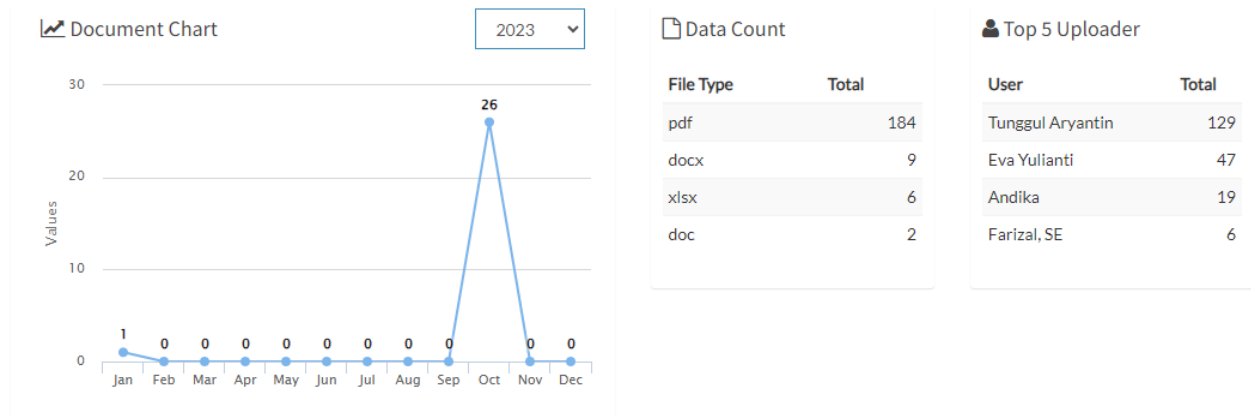 Document Chart
2023
30
20
10
0
Values
26
1
0
0
0
0
0
0
0
0
0
0
Jan Feb Mar Apr May Jun Jul Aug Sep Oct Nov Dec
Data Count
File Type Total
pdf 184
docx 9
xlsx 6
doc 2
Top 5 Uploader
User Total
Tunggul Aryantin 129
Eva Yulianti 47
Andika 19
Farizal, SE 6